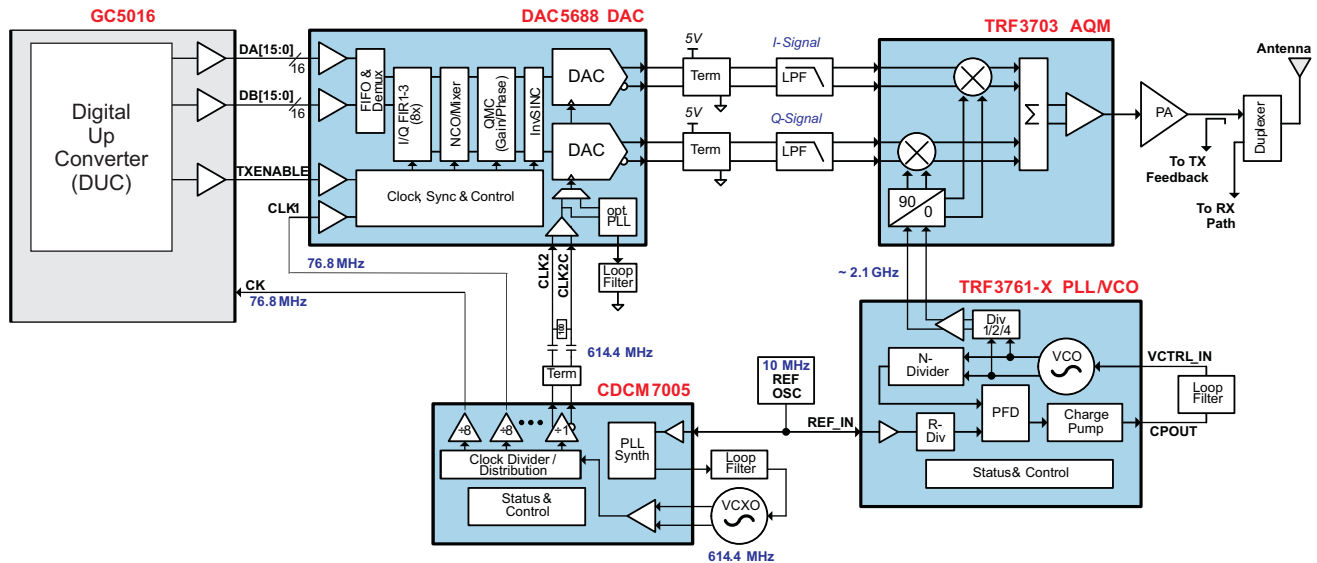 GC5016
Digital
Up
Converter
(DUC)
DA[15:0]
16
DB[15:0]
16
TXENABLE
CLK1
CK
76.8 MHz
76.8 MHz
DAC5688 DAC
FIFO &
Demux
I/Q FIR1-3
(8x)
NCO/Mixer
QMC
(Gain/Phase)
InvSINC
DAC
DAC
Clock, Sync & Control
opt.
PLL
Loop
Filter
CLK2
CLK2C
100
614.4 MHz
Term
5V
Term
5V
Term
I-Signal
LPF
Q-Signal
LPF
TRF3703 AQM
90
0
Σ
PA
Antenna
Duplexer
To TX
Feedback
To RX
Path
~ 2.1 GHz
TRF3761-X PLL/VCO
Div
1/2/4
N-
Divider
VCO
PFD
R-
Div
Charge
Pump
Status & Control
VCTRL_IN
Loop
Filter
CPOUT
REF_IN
10 MHz
REF
OSC
CDCM7005
÷8
÷8
•••
÷1
Clock Divider /
Distribution
PLL
Synth
Status &
Control
Loop
Filter
VCXO
614.4 MHz